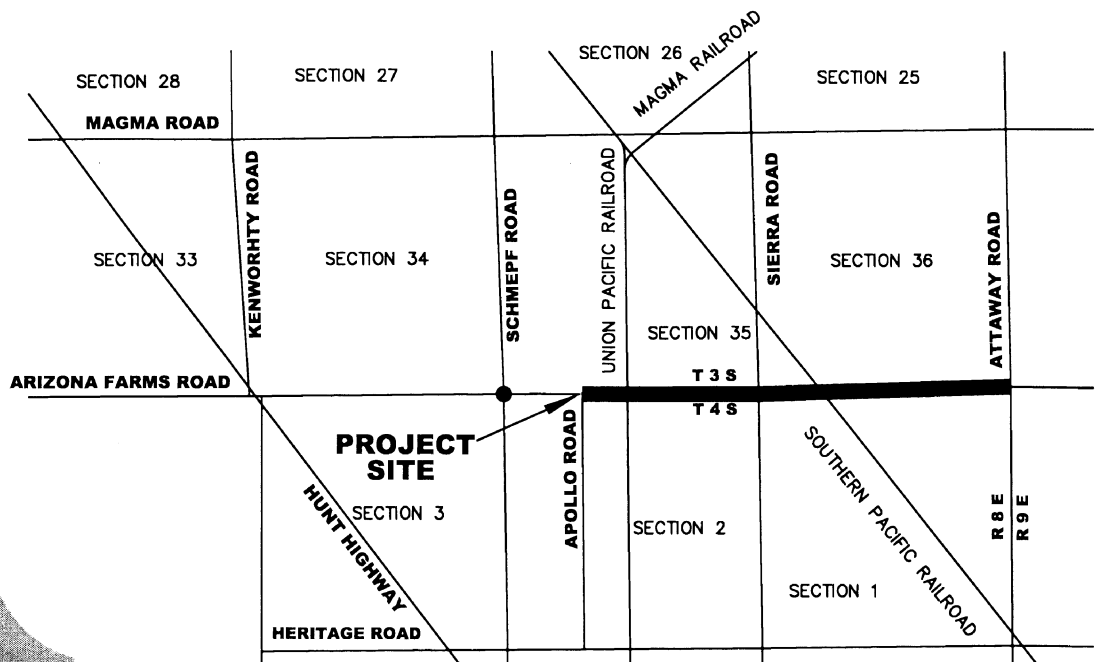 SECTION 28
SECTION 27
SECTION 26
MAGMA RAILROAD
SECTION 25
MAGMA ROAD
KENWORHTY ROAD
SCHMEPF ROAD
UNION PACIFIC RAILROAD
SIERRA ROAD
ATTAWAY ROAD
SECTION 33
SECTION 34
SECTION 36
SECTION 35
ARIZONA FARMS ROAD
T 3 S
T 4 S
PROJECT
SITE
APOLLO ROAD
HUNT HIGHWAY
SECTION 3
SECTION 2
SOUTHERN PACIFIC RAILROAD
R 8 E
R 9 E
SECTION 1
HERITAGE ROAD